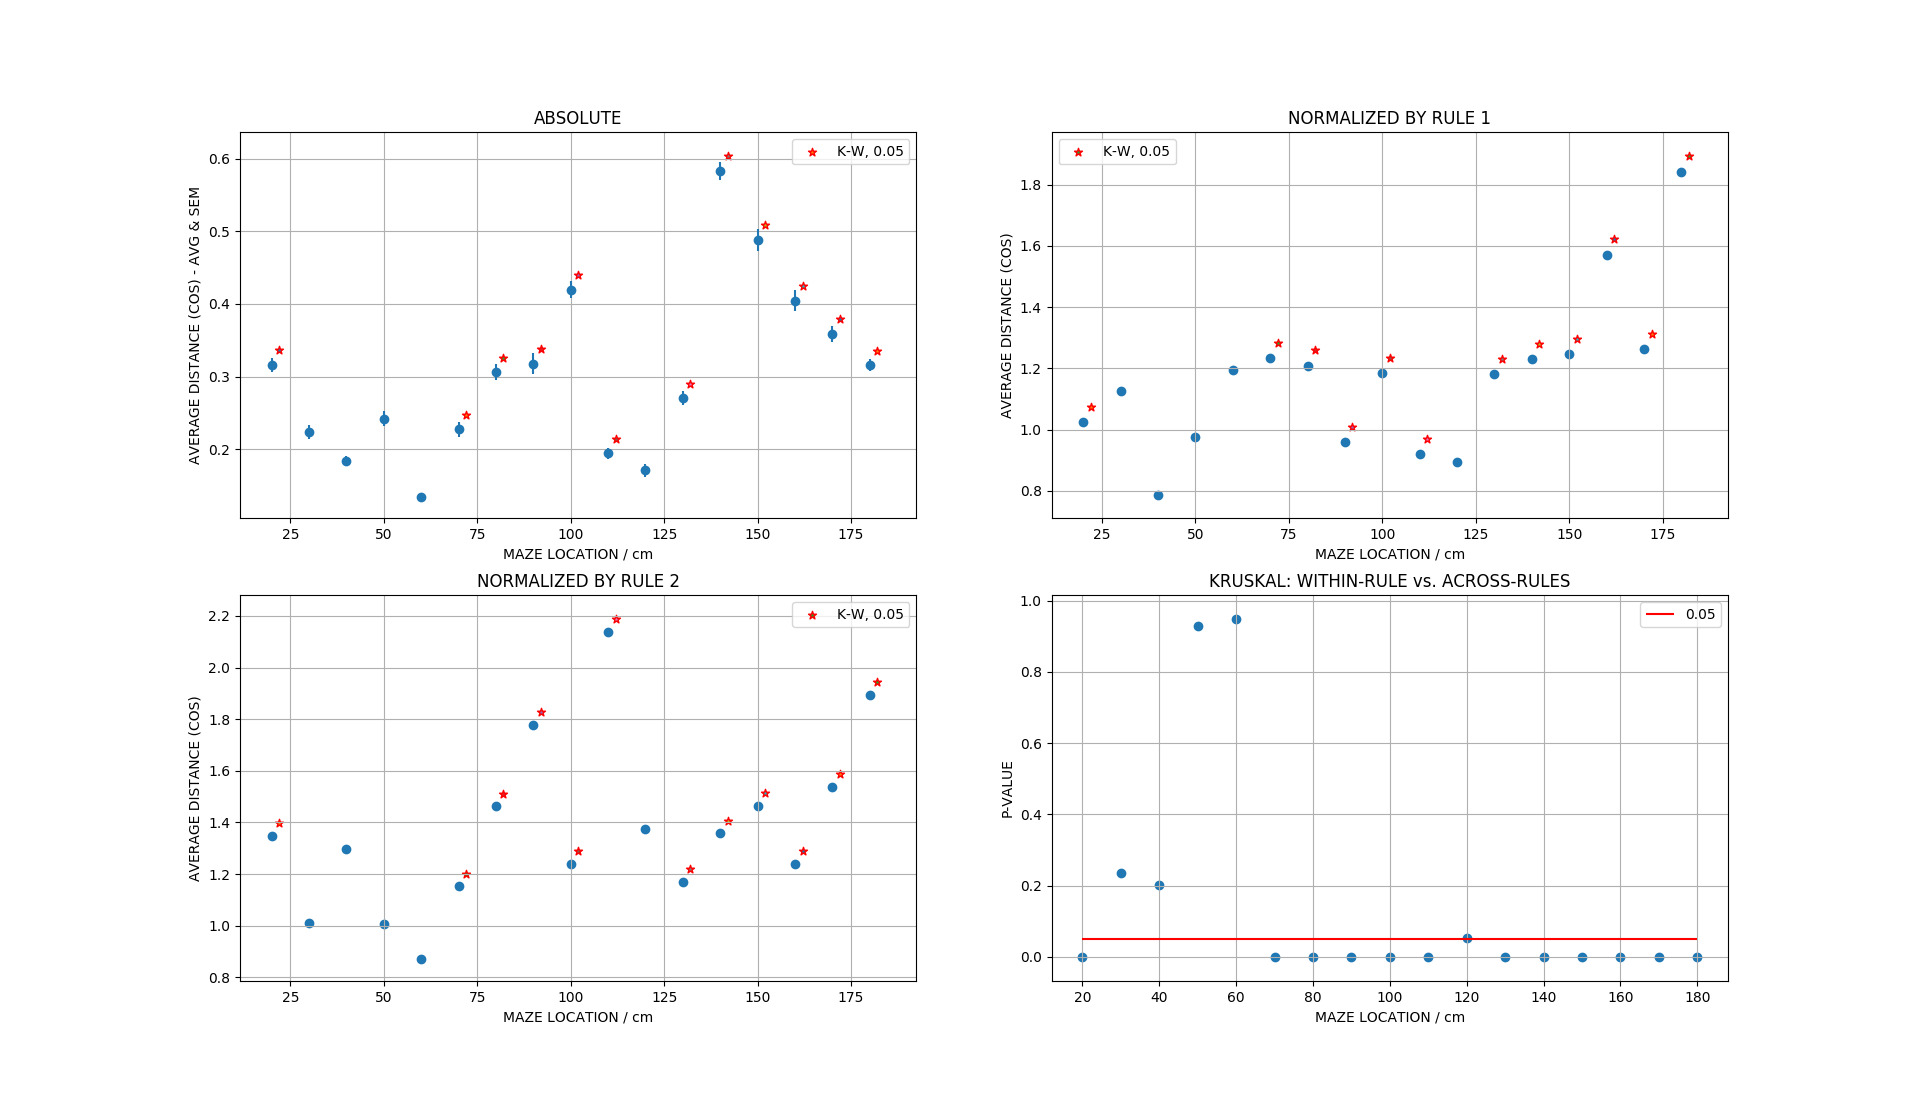 ABSOLUTE
K-W, 0.05
AVERAGE DISTANCE (COS) - AVG & SEM
0.6
0.5
0.4
0.3
0.2
25 50 75 100 125 150 175
MAZE LOCATION / cm
NORMALIZED BY RULE 1
K-W, 0.05
AVERAGE DISTANCE (COS)
1.8
1.6
1.4
1.2
1.0
0.8
25 50 75 100 125 150 175
MAZE LOCATION / cm
NORMALIZED BY RULE 2
K-W, 0.05
AVERAGE DISTANCE (COS)
2.2
2.0
1.8
1.6
1.4
1.2
1.0
0.8
25 50 75 100 125 150 175
MAZE LOCATION / cm
KRUSKAL: WITHIN-RULE vs. ACROSS-RULES
0.05
P-VALUE
1.0
0.8
0.6
0.4
0.2
0.0
20 40 60 80 100 120 140 160 180
MAZE LOCATION / cm